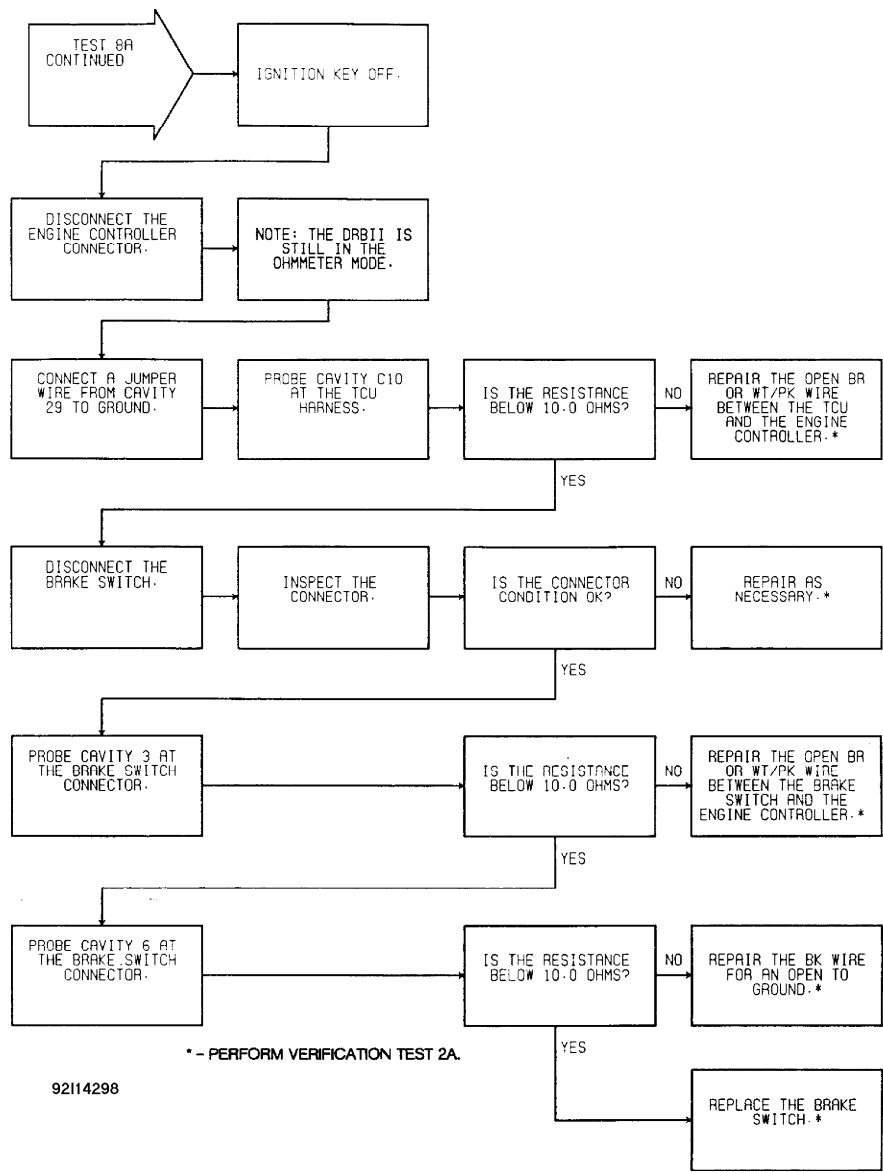 TEST 8A
CONTINUED
IGNITION KEY OFF.
DISCONNECT THE
ENGINE CONTROLLER
CONNECTOR.
NOTE: THE DRBII IS
STILL IN THE
OHMMETER MODE.
CONNECT A JUMPER
WIRE FROM CAVITY
29 TO GROUND.
PROBE CAVITY C10
AT THE TCU
HARNESS.
IS THE RESISTANCE
BELOW 10.0 OHMS?
NO
REPAIR THE OPEN BR
OR WT/PK WIRE
BETWEEN THE TCU
AND THE ENGINE
CONTROLLER.*
YES
DISCONNECT THE
BRAKE SWITCH.
INSPECT THE
CONNECTOR.
IS THE CONNECTOR
CONDITION OK?
NO
REPAIR AS
NECESSARY.*
YES
PROBE CAVITY 3 AT
THE BRAKE SWITCH
CONNECTOR.
IS THE RESISTANCE
BELOW 10.0 OHMS?
NO
REPAIR THE OPEN BR
OR WT/PK WIRE
BETWEEN THE BRAKE
SWITCH AND THE
ENGINE CONTROLLER.*
YES
PROBE CAVITY 6 AT
THE BRAKE SWITCH
CONNECTOR.
IS THE RESISTANCE
BELOW 10.0 OHMS?
NO
REPAIR THE BK WIRE
FOR AN OPEN TO
GROUND.*
YES
REPLACE THE BRAKE
SWITCH.*
* - PERFORM VERIFICATION TEST 2A.
92I14298